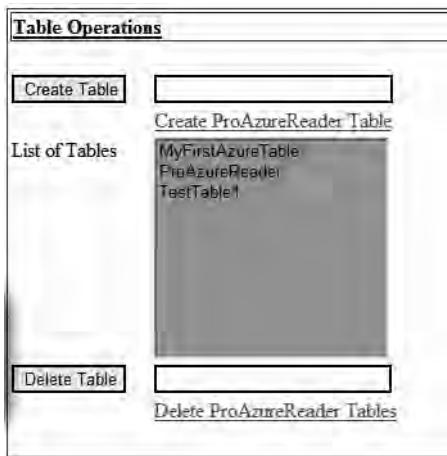 Table Operations
Create Table
Create ProAzureReader Table
List of Tables
MyFirstAzureTable
ProAzureReader
TestTable1
Delete Table
Delete ProAzureReader Tables